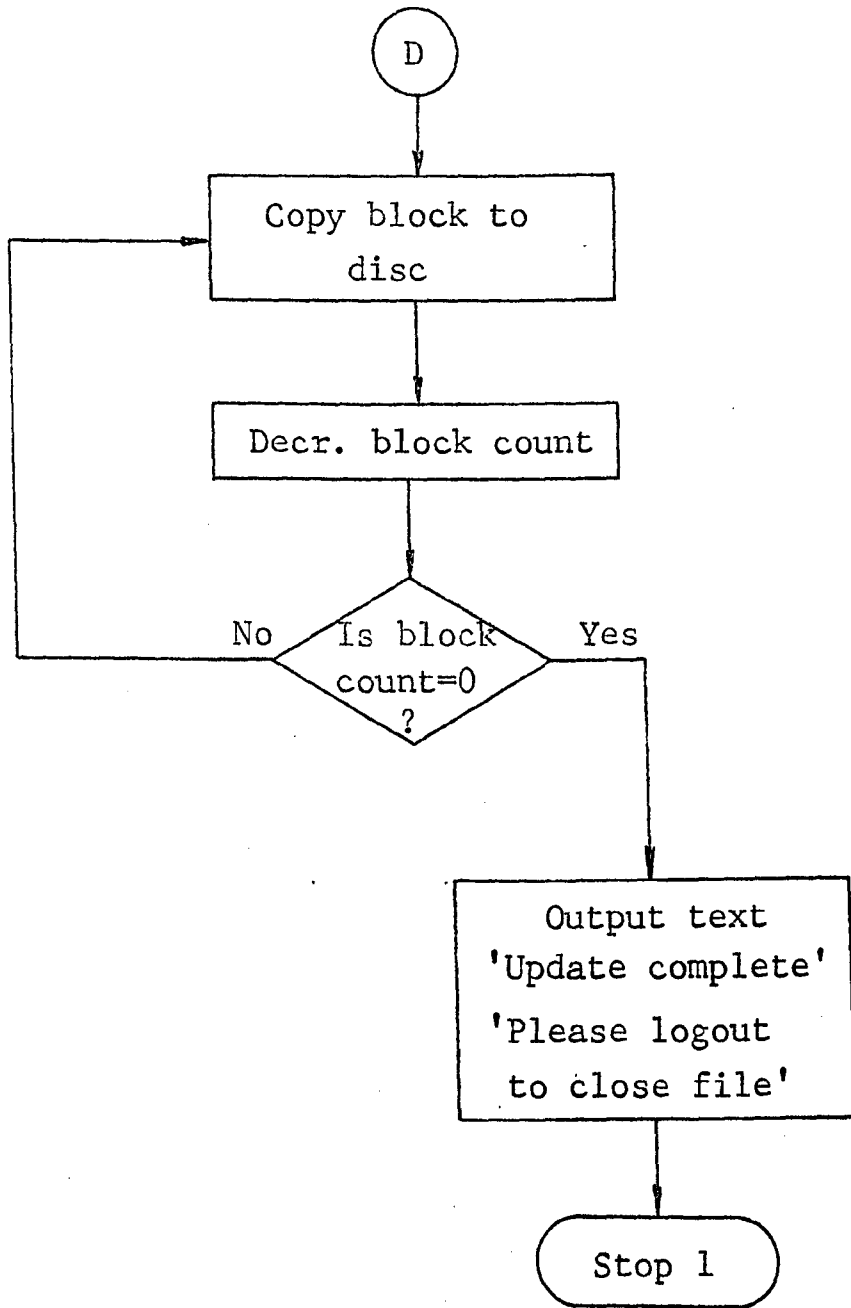 D
Copy block to
disc
Decr. block count
No
Is block
Yes
count=0
?
Output text
'Update complete'
'Please logout
to close file'
Stop 1